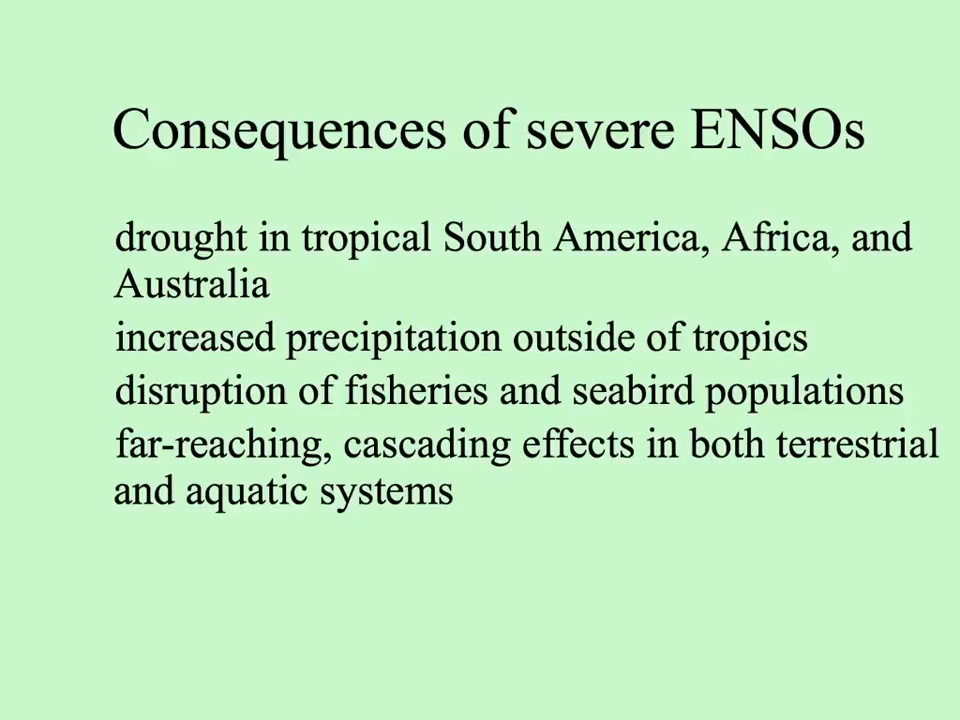 Consequences of severe ENSOs
drought in tropical South America, Africa, and
Australia
increased precipitation outside of tropics
disruption of fisheries and seabird populations
far-reaching, cascading effects in both terrestrial
and aquatic systems